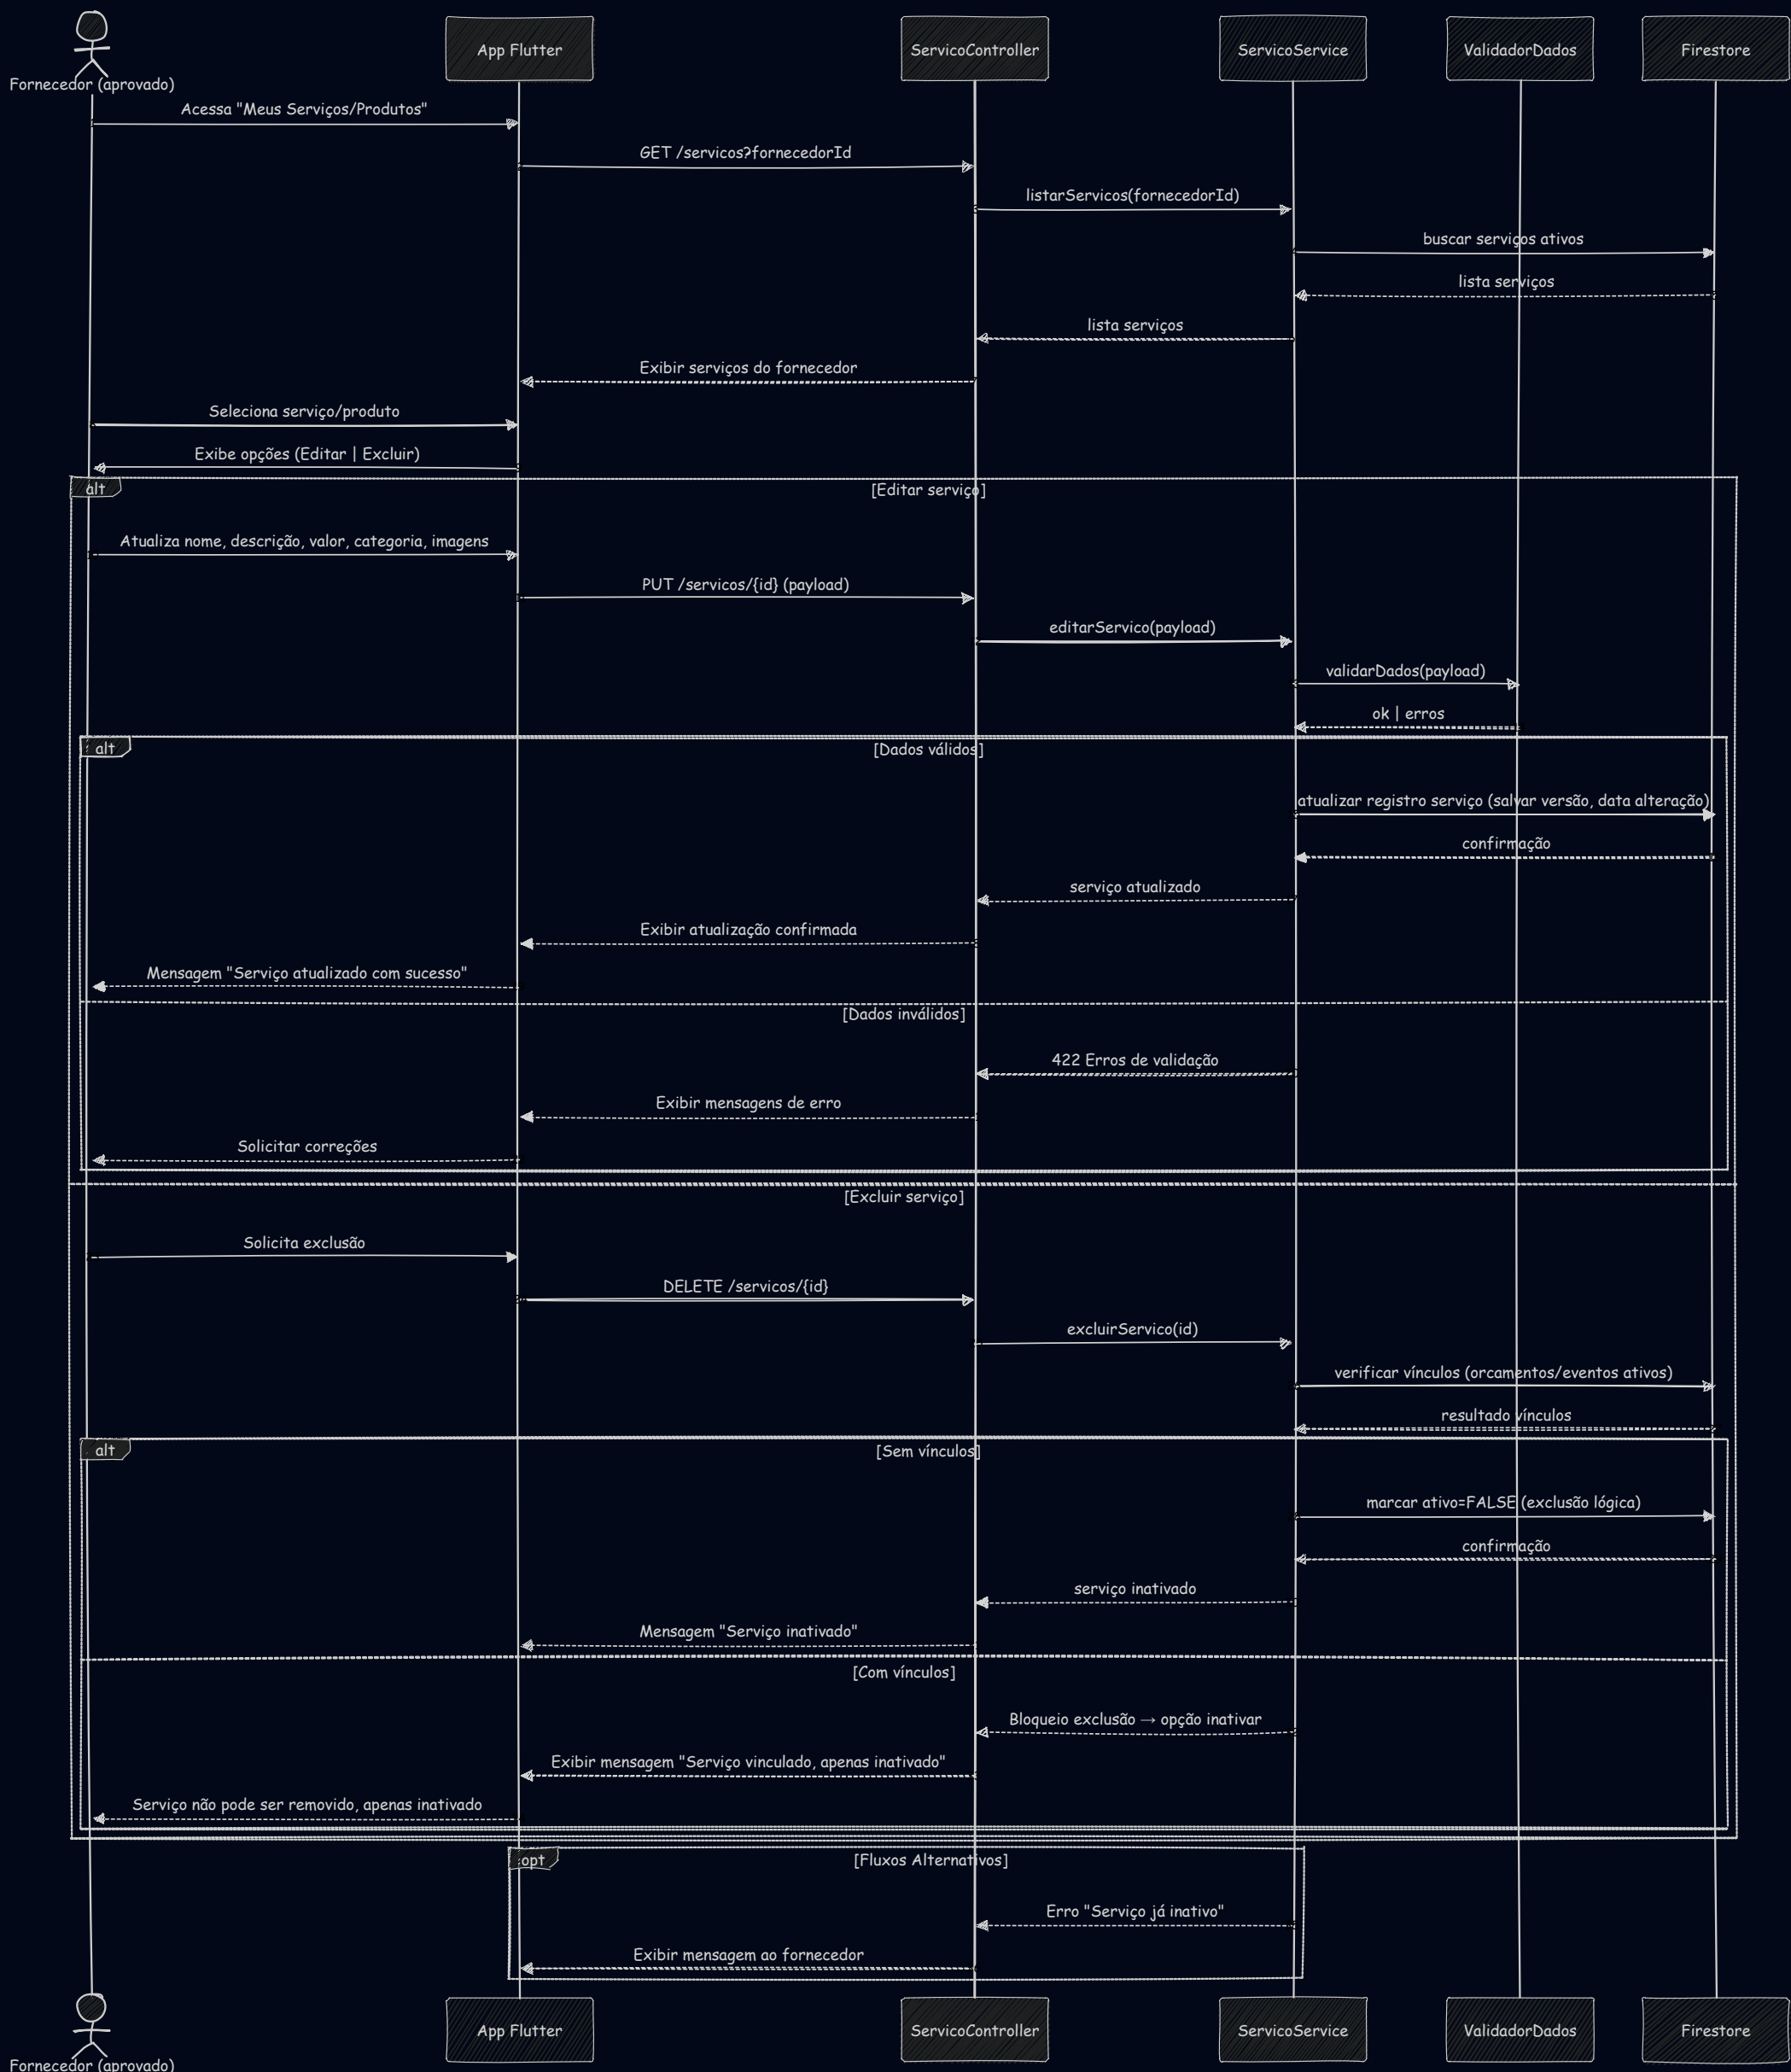 App Flutter
ServicoController
ServicoService
ValidadorDados
Firestore
Fornecedor (aprovado)
Acessa "Meus Serviços/Produtos"
GET /servicos?fornecedorId
listarServicos(fornecedorId)
buscar serviços ativos
lista serviços
lista serviços
Exibir serviços do fornecedor
Seleciona serviço/produto
Exibe opções (Editar | Excluir)
alt
[Editar serviço]
Atualiza nome, descrição, valor, categoria, imagens
PUT /servicos/{id} (payload)
editarServico(payload)
validarDados(payload)
ok | erros
alt
[Dados válidos]
atualizar registro serviço (salvar versão, data alteração)
confirmação
serviço atualizado
Exibir atualização confirmada
Mensagem "Serviço atualizado com sucesso"
[Dados inválidos]
422 Erros de validação
Exibir mensagens de erro
Solicitar correções
[Excluir serviço]
Solicita exclusão
DELETE /servicos/{id}
excluirServico(id)
verificar vínculos (orcamentos/eventos ativos)
resultado vínculos
alt
[Sem vínculos]
marcar ativo=FALSE (exclusão lógica)
confirmação
serviço inativado
Mensagem "Serviço inativado"
[Com vínculos]
Bloqueio exclusão → opção inativar
Exibir mensagem "Serviço vinculado, apenas inativado"
Serviço não pode ser removido, apenas inativado
opt
[Fluxos Alternativos]
Erro "Serviço já inativo"
Exibir mensagem ao fornecedor
App Flutter
ServicoController
ServicoService
ValidadorDados
Firestore
Fornecedor (aprovado)